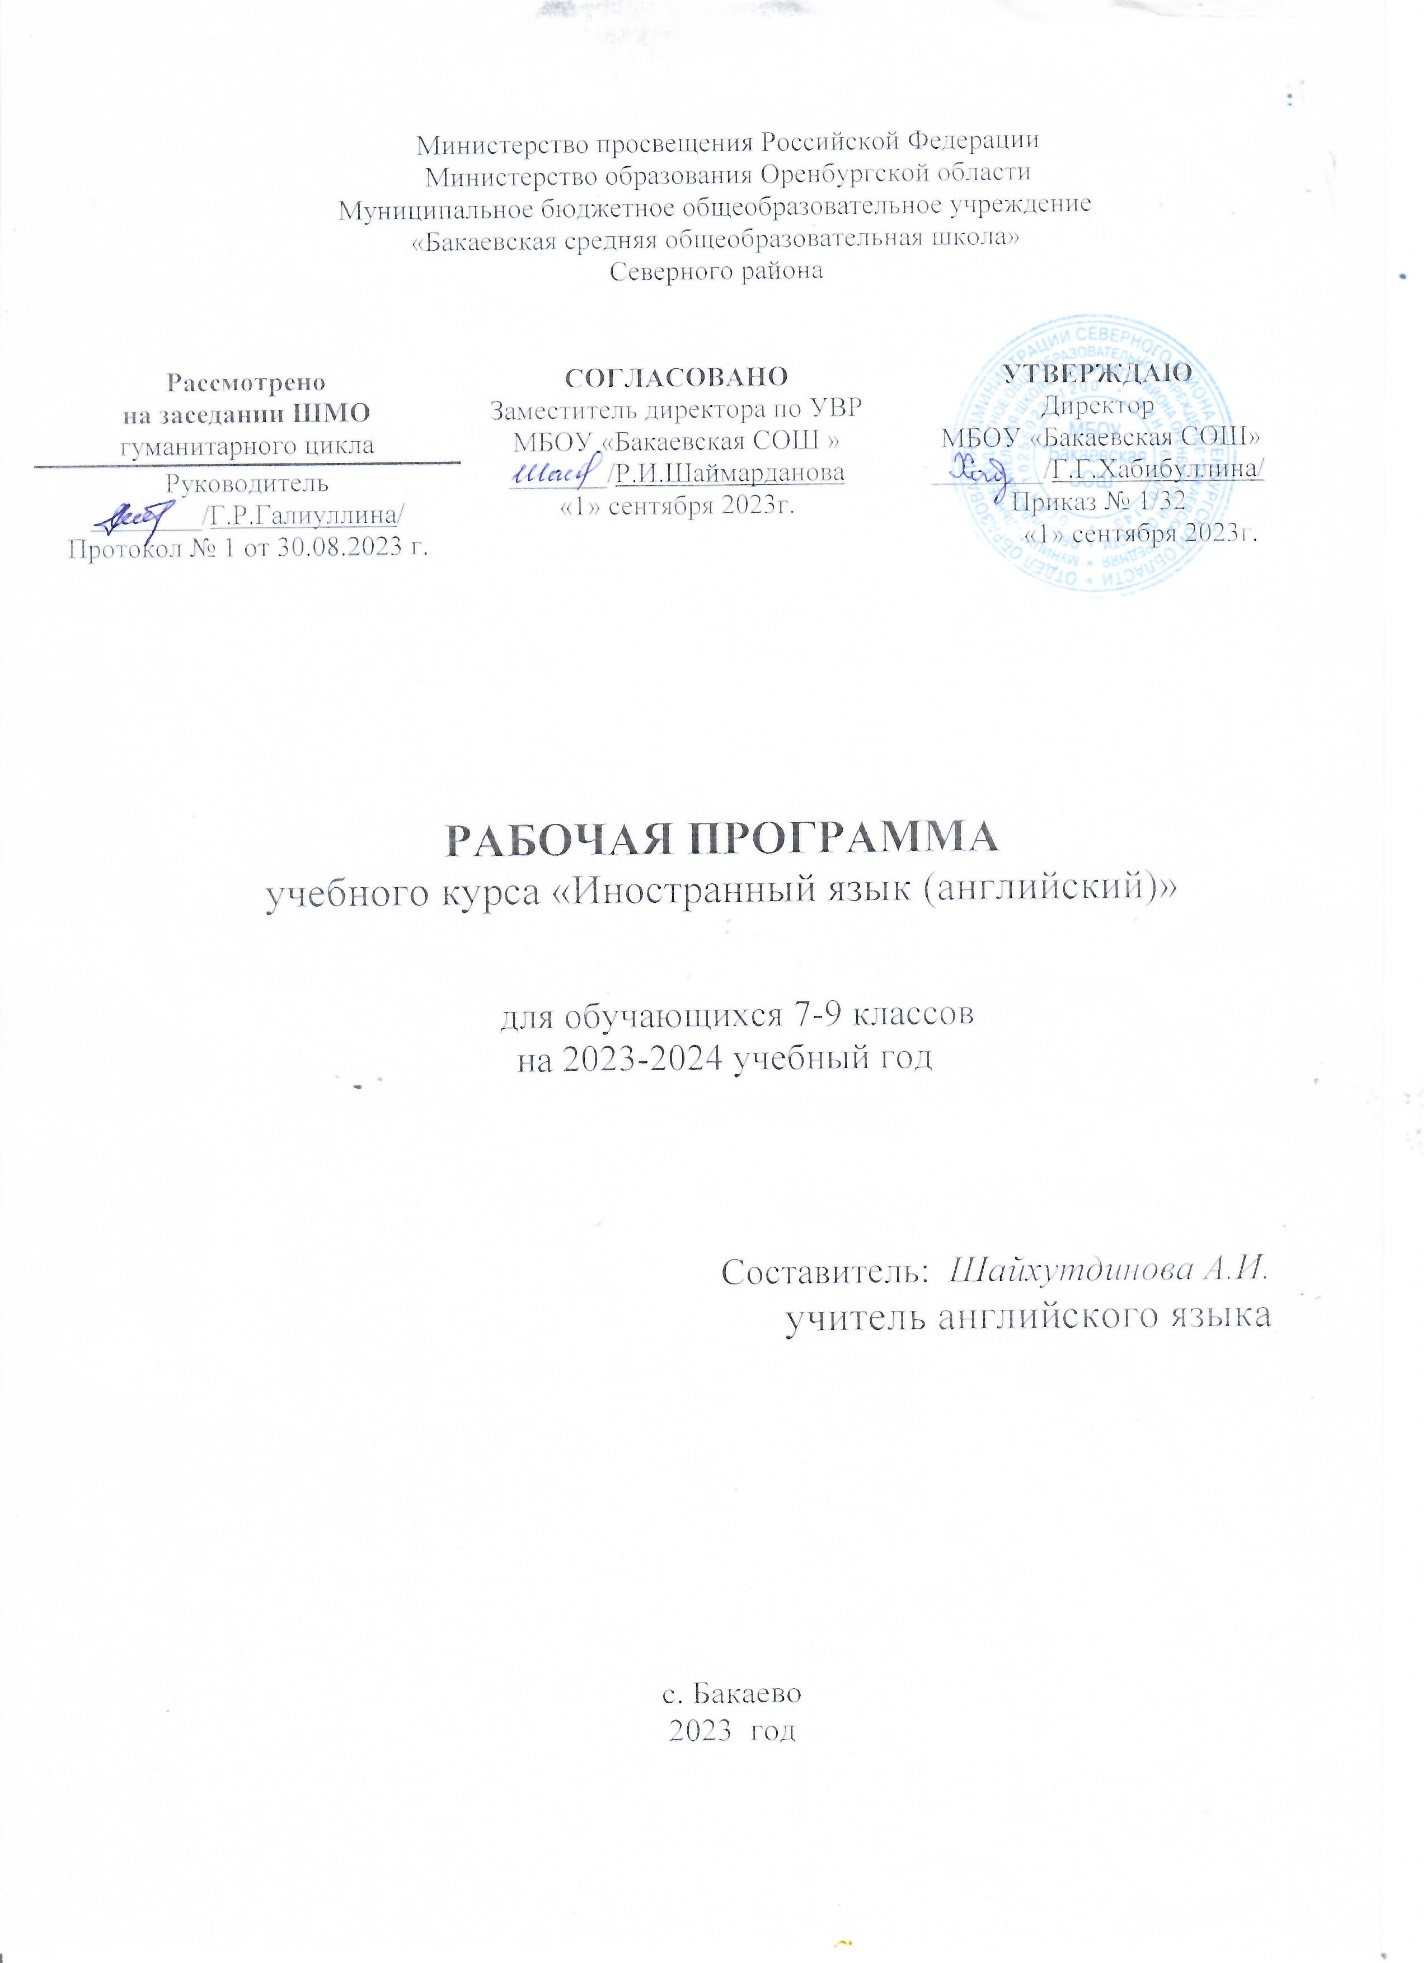 Министерство просвещения Российской Федерации
Министерство образования Оренбургской области
Муниципальное бюджетное общеобразовательное учреждение
«Бакаевская средняя общеобразовательная школа»
Северного района
Рассмотрено
на заседании ШМО
гуманитарного цикла
Руководитель
/Г.Р.Галиуллина/
Протокол № 1 от 30.08.2023 г.
СОГЛАСОВАНО
Заместитель директора по УВР
МБОУ «Бакаевская СОШ »
/Р.И.Шаймарданова
«1» сентября 2023г.
УТВЕРЖДАЮ
Директор
МБОУ «Бакаевская СОШ»
/Г.Г.Хабибуллина/
Приказ № 1/32
«1» сентября 2023г.
МБОУ
Бакаевская
СОШ
РАБОЧАЯ ПРОГРАММА
учебного курса «Иностранный язык (английский)»
для обучающихся 7-9 классов
на 2023-2024 учебный год
Составитель: Шайхутдинова А.И.
учитель английского языка
с. Бакаево
2023 год